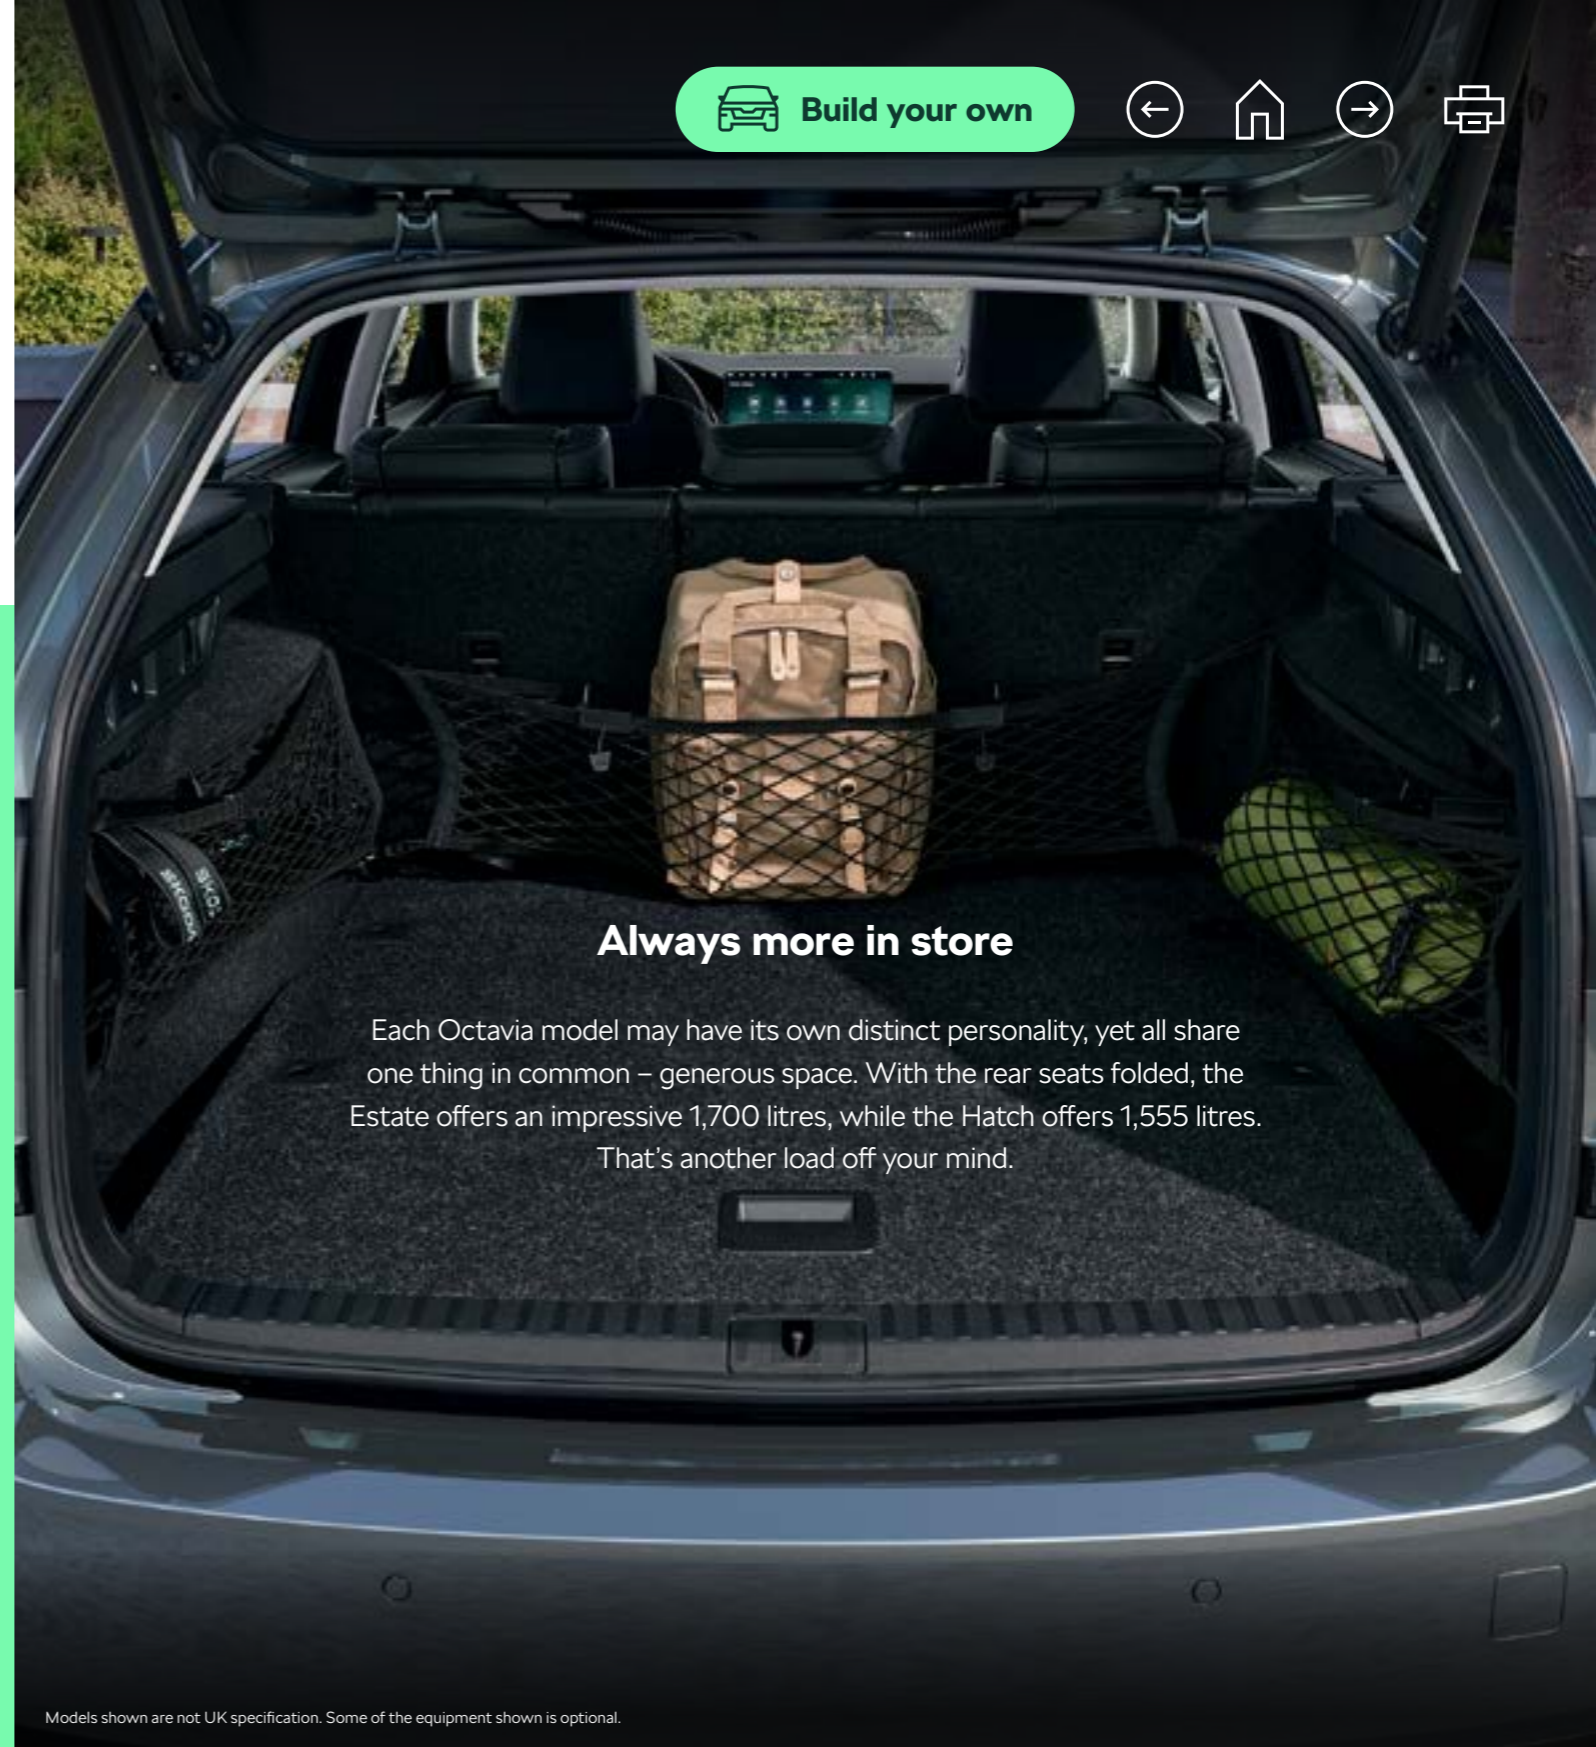 Build your own
SKODA
Always more in store
Each Octavia model may have its own distinct personality, yet all share
one thing in common – generous space. With the rear seats folded, the
Estate offers an impressive 1,700 litres, while the Hatch offers 1,555 litres.
That’s another load off your mind.
Models shown are not UK specification. Some of the equipment shown is optional.